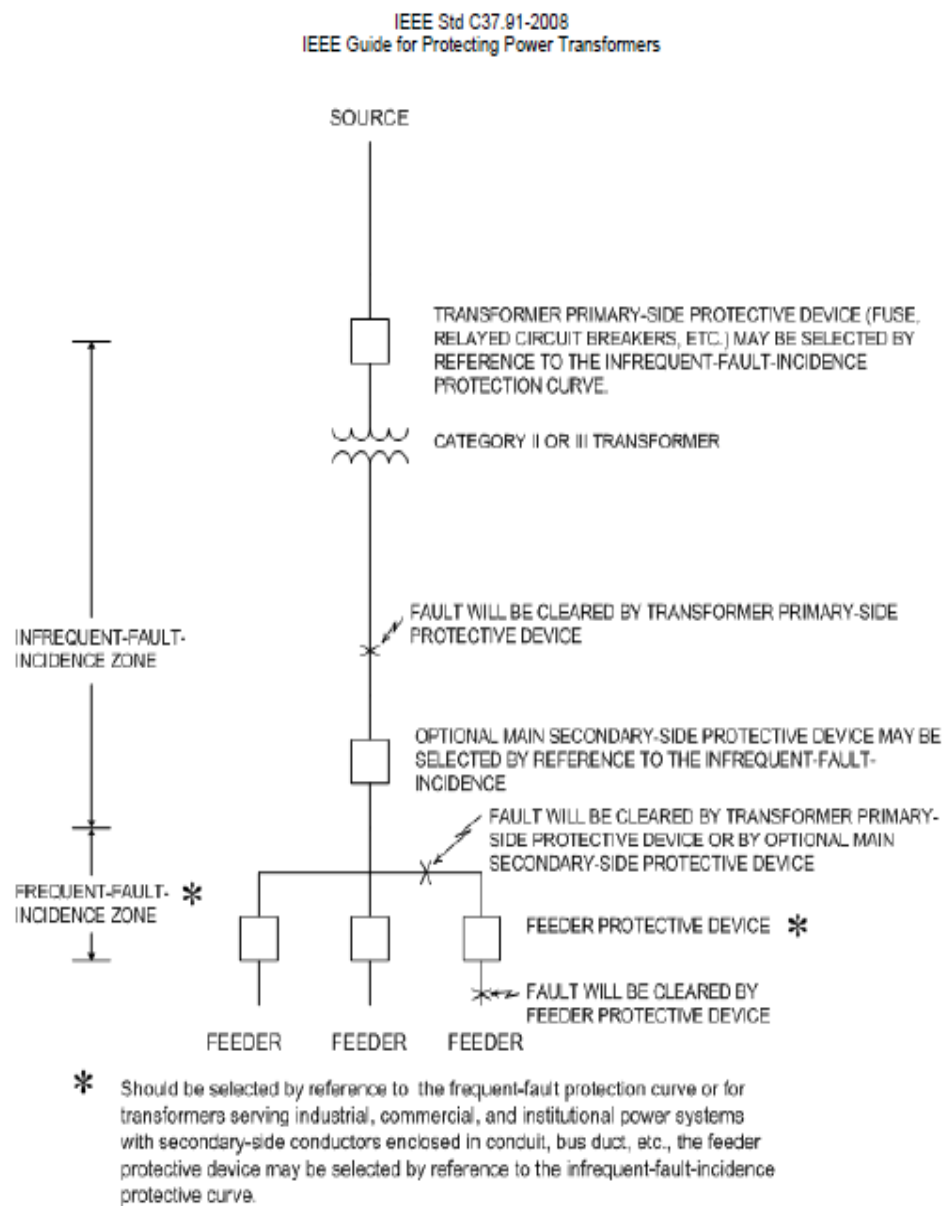 IEEE Std C37.91-2008
IEEE Guide for Protecting Power Transformers
SOURCE
TRANSFORMER PRIMARY-SIDE PROTECTIVE DEVICE (FUSE,
RELAYED CIRCUIT BREAKERS, ETC.) MAY BE SELECTED BY
REFERENCE TO THE INFREQUENT-FAULT-INCIDENCE
PROTECTION CURVE.
CATEGORY II OR III TRANSFORMER
FAULT WILL BE CLEARED BY TRANSFORMER PRIMARY-SIDE
PROTECTIVE DEVICE
INFREQUENT-FAULT-
INCIDENCE ZONE
OPTIONAL MAIN SECONDARY-SIDE PROTECTIVE DEVICE MAY BE
SELECTED BY REFERENCE TO THE INFREQUENT-FAULT-
INCIDENCE
FAULT WILL BE CLEARED BY TRANSFORMER PRIMARY-
SIDE PROTECTIVE DEVICE OR BY OPTIONAL MAIN
SECONDARY-SIDE PROTECTIVE DEVICE
FREQUENT-FAULT- *
INCIDENCE ZONE
FEEDER PROTECTIVE DEVICE *
FAULT WILL BE CLEARED BY
FEEDER PROTECTIVE DEVICE
FEEDER FEEDER FEEDER
* Should be selected by reference to the frequent-fault protection curve or for
transformers serving industrial, commercial, and institutional power systems
with secondary-side conductors enclosed in conduit, bus duct, etc., the feeder
protective device may be selected by reference to the infrequent-fault-incidence
protective curve.